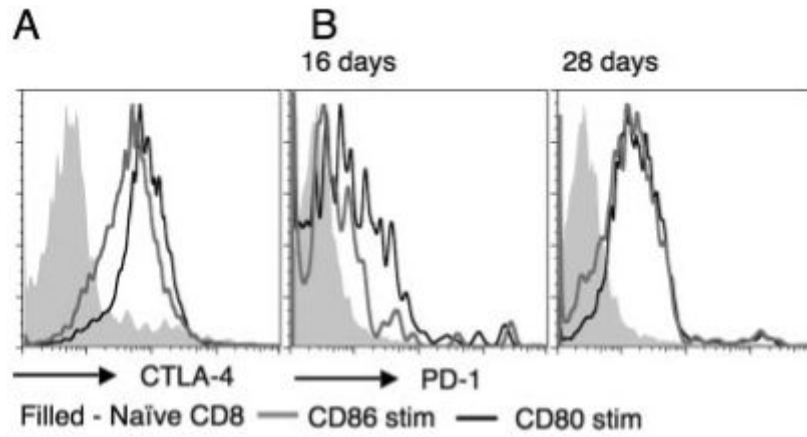 A B
16 days 28 days
CTLA-4 PD-1
Filled - Naïve CD8 CD86 stim CD80 stim